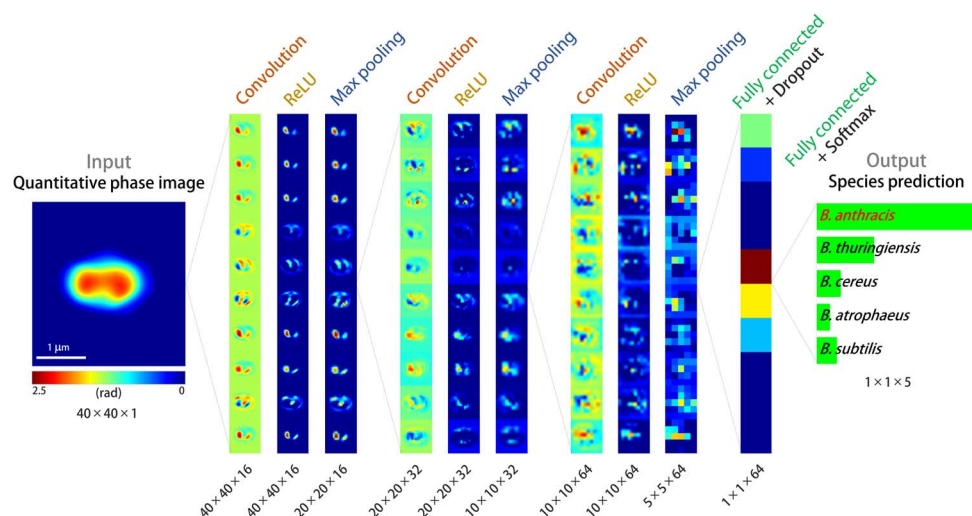 Input
Quantitative phase image
1 μm
2.5
(rad)
0
40×40×1
Convolution
ReLU
Max pooling
Convolution
ReLU
Max pooling
Convolution
ReLU
Max pooling
Fully connected
+ Dropout
Fully connected
+ Softmax
Output
Species prediction
B. anthracis
B. thuringiensis
B. cereus
B. atrophaeus
B. subtilis
1×1×5
40×40×16
40×40×16
20×20×16
20×20×32
20×20×32
10×10×32
10×10×64
10×10×64
5×5×64
1×1×64